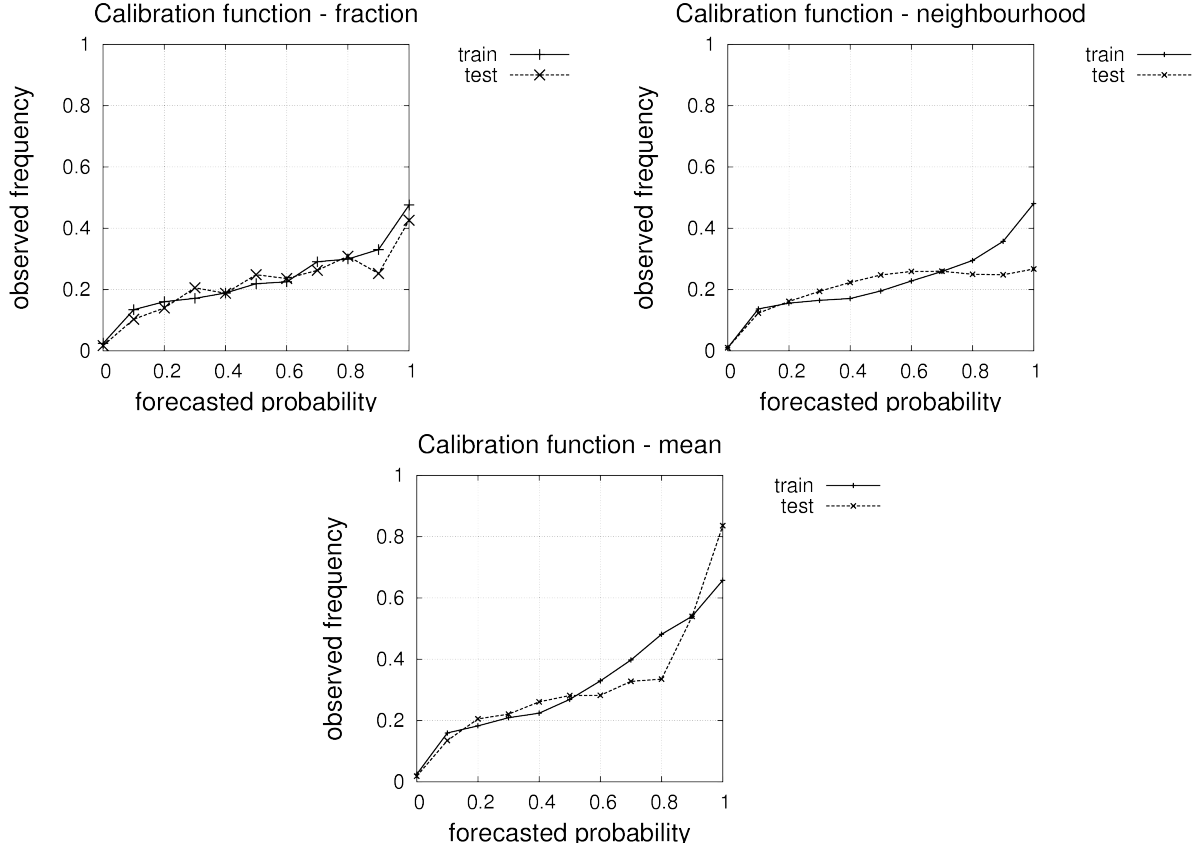 Calibration function - fraction
train
test
observed frequency
1
0.8
0.6
0.4
0.2
0
0 0.2 0.4 0.6 0.8 1
forecasted probability
Calibration function - neighbourhood
train
test
observed frequency
1
0.8
0.6
0.4
0.2
0
0 0.2 0.4 0.6 0.8 1
forecasted probability
Calibration function - mean
train
test
observed frequency
1
0.8
0.6
0.4
0.2
0
0 0.2 0.4 0.6 0.8 1
forecasted probability